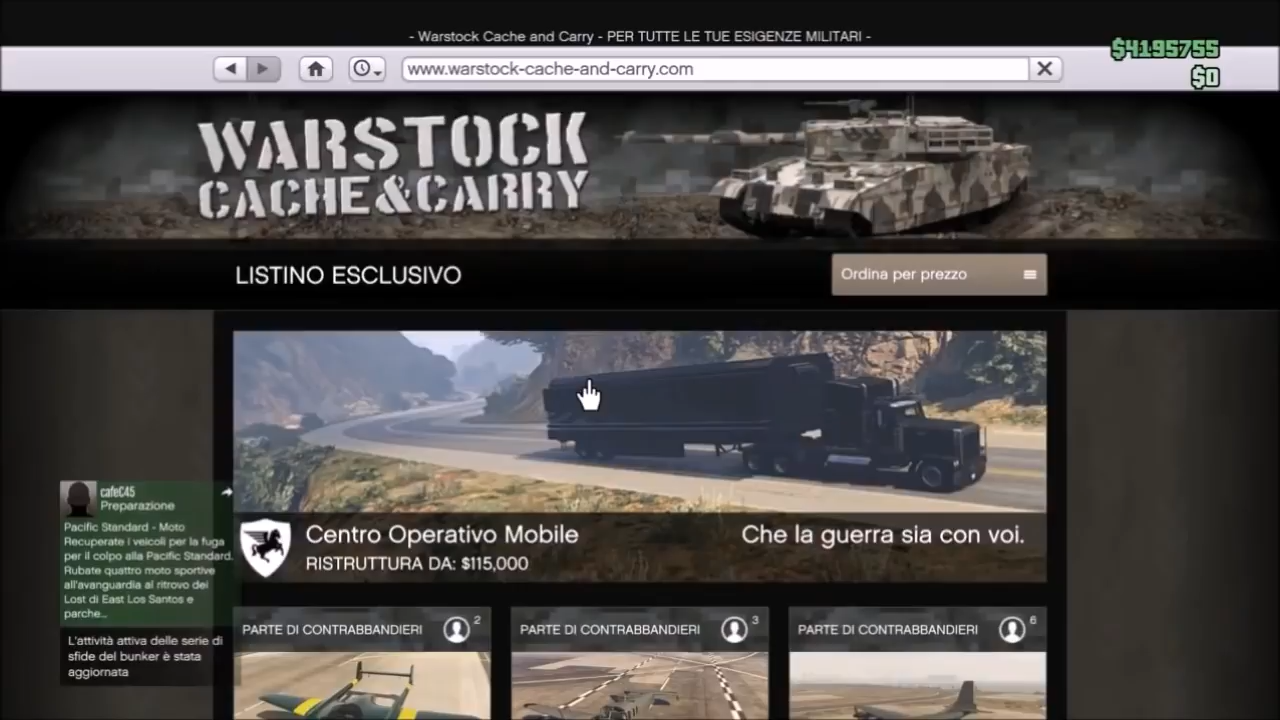 - Warstock Cache and Carry - PER TUTTE LE TUE ESIGENZE MILITARI -
$4195755
$0
www.warstock-cache-and-carry.com
WARSTOCK
CACHE&CARRY
LISTINO ESCLUSIVO
Ordina per prezzo
Centro Operativo Mobile
Che la guerra sia con voi.
RISTRUTTURA DA: $115,000
cafeC45
Preparazione
Pacific Standard - Moto
Recuperate i veicoli per la fuga
per il colpo alla Pacific Standard.
Rubate quattro moto sportive
all'avanguardia al ritrovo dei
Lost di East Los Santos e
parche...
L'attività attiva delle serie di
sfide del bunker è stata
aggiornata
PARTE DI CONTRABBANDIERI 2
PARTE DI CONTRABBANDIERI 3
PARTE DI CONTRABBANDIERI 6